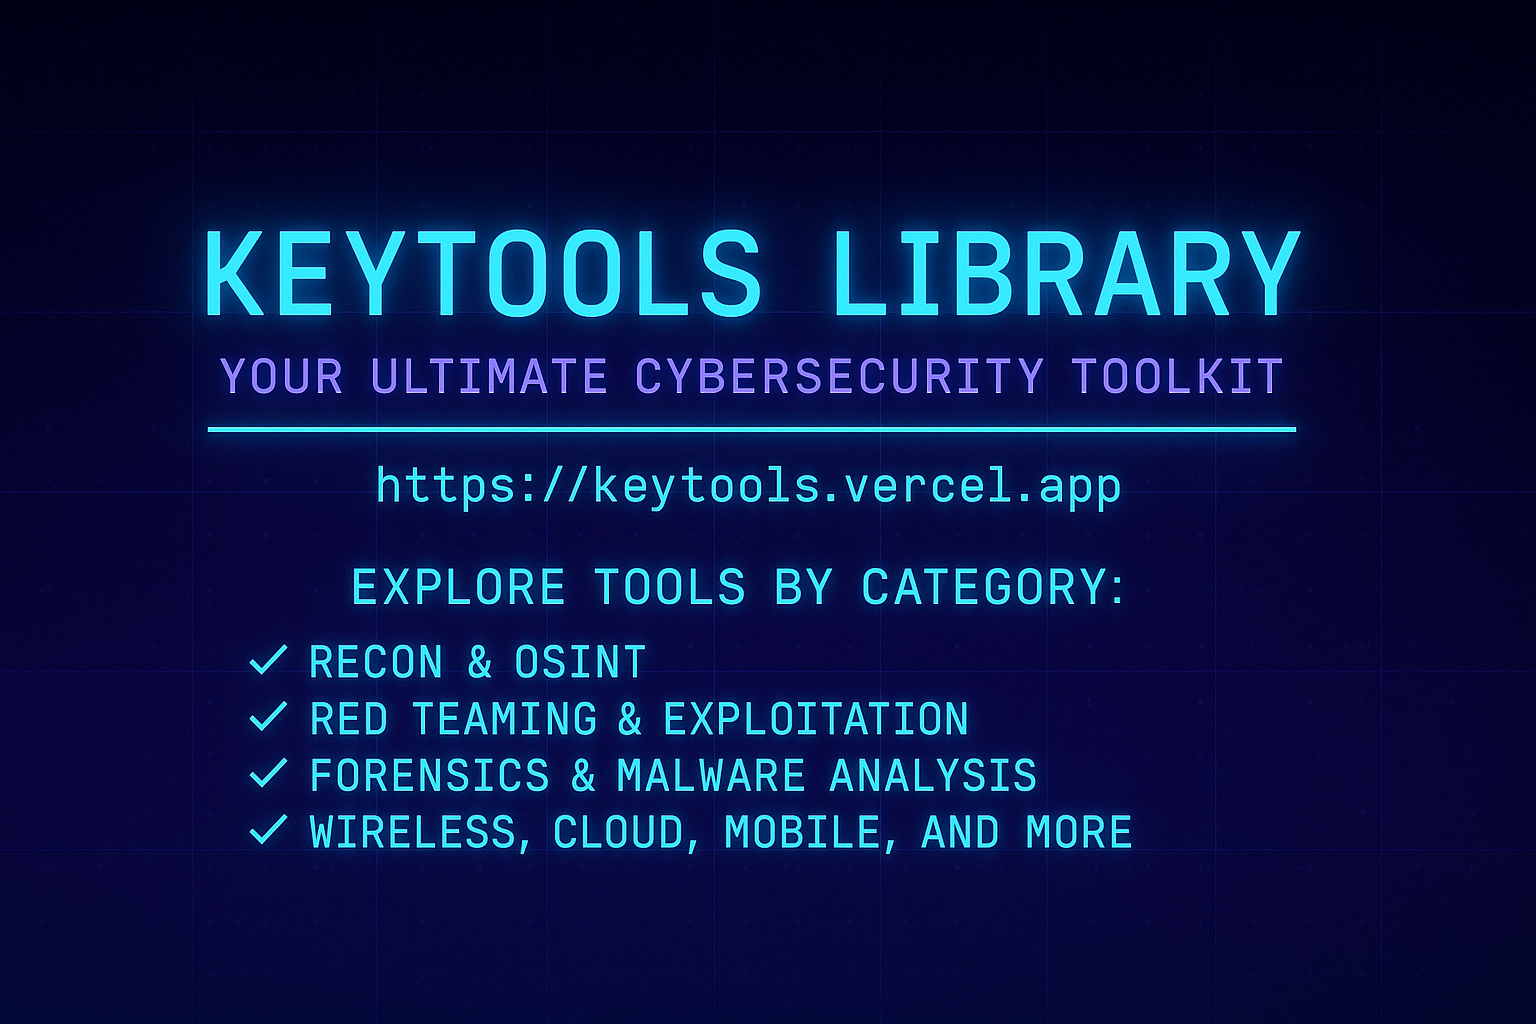 KEYTOOLS LIBRARY
YOUR ULTIMATE CYBERSECURITY TOOLKIT
https://keytools.vercel.app
EXPLORE TOOLS BY CATEGORY:
✓ RECON & OSINT
✓ RED TEAMING & EXPLOITATION
✓ FORENSICS & MALWARE ANALYSIS
✓ WIRELESS, CLOUD, MOBILE, AND MORE